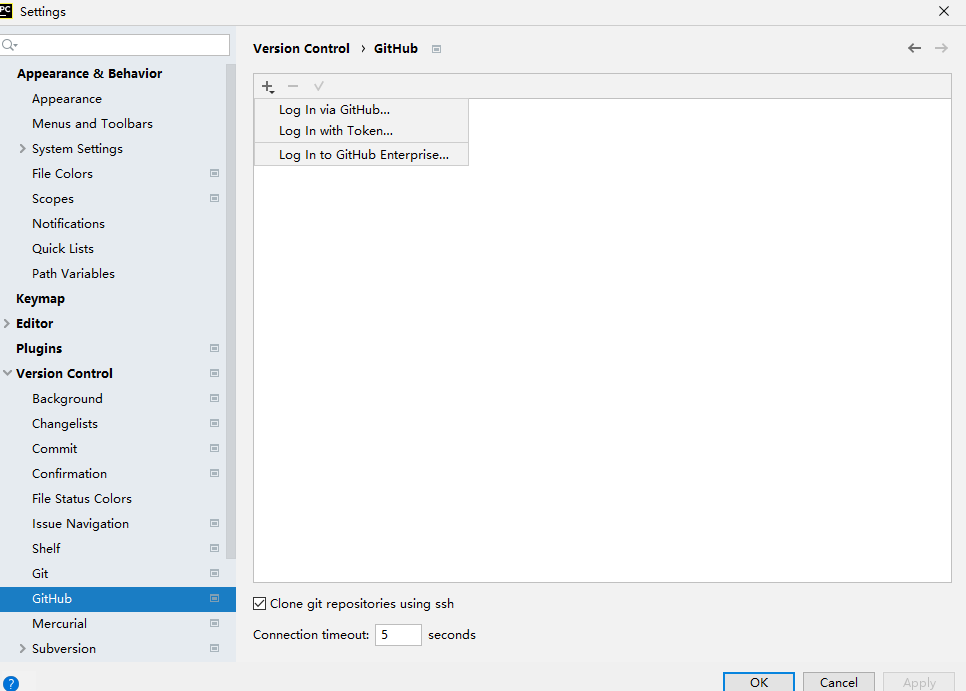 PC Settings
Version Control › GitHub
Appearance & Behavior
Appearance
Menus and Toolbars
System Settings
File Colors
Scopes
Notifications
Quick Lists
Path Variables
Keymap
Editor
Plugins
Version Control
Background
Changelists
Commit
Confirmation
File Status Colors
Issue Navigation
Shelf
Git
GitHub
Mercurial
Subversion
Log In via GitHub...
Log In with Token...
Log In to GitHub Enterprise...
Clone git repositories using ssh
Connection timeout: 5 seconds
?
OK Cancel Apply